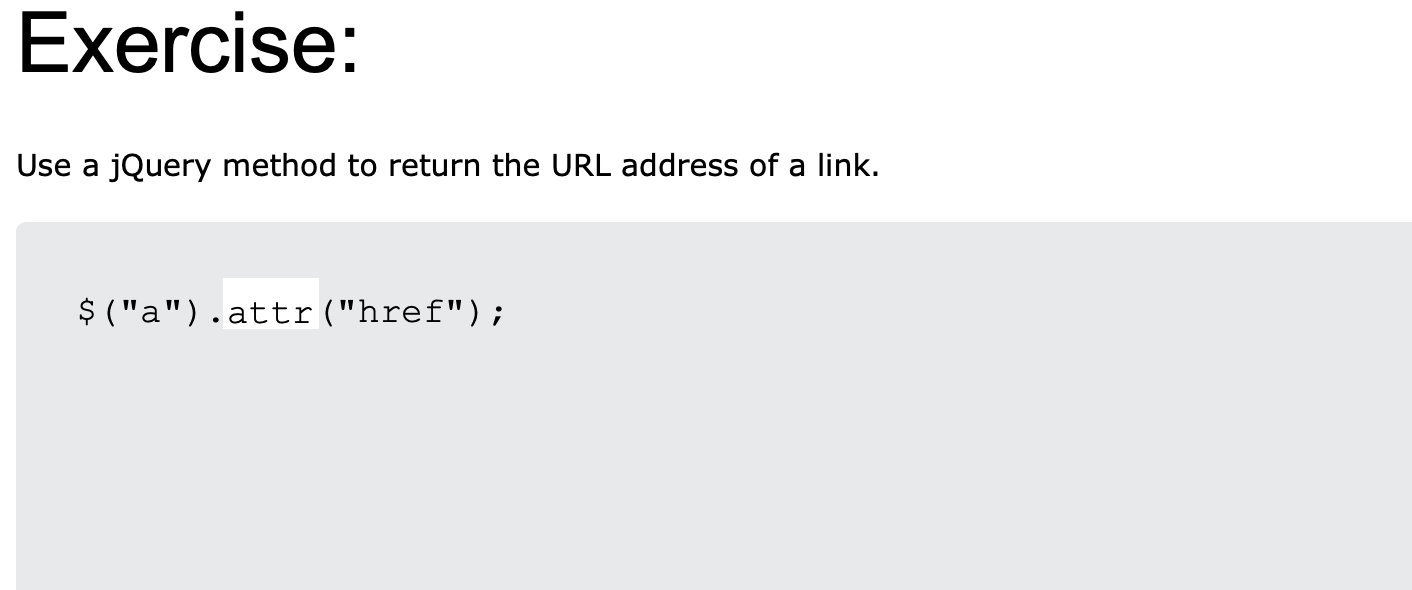 Exercise:
Use a jQuery method to return the URL address of a link.
$("a").attr("href");